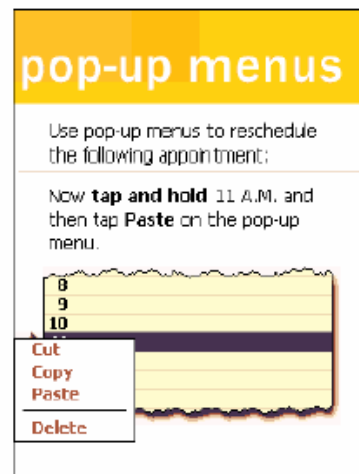 pop-up menus
Use pop-up menus to reschedule
the following appointment:
Now tap and hold 11 A.M. and
then tap Paste on the pop-up
menu.
8
9
10
Cut
Copy
Paste
Delete